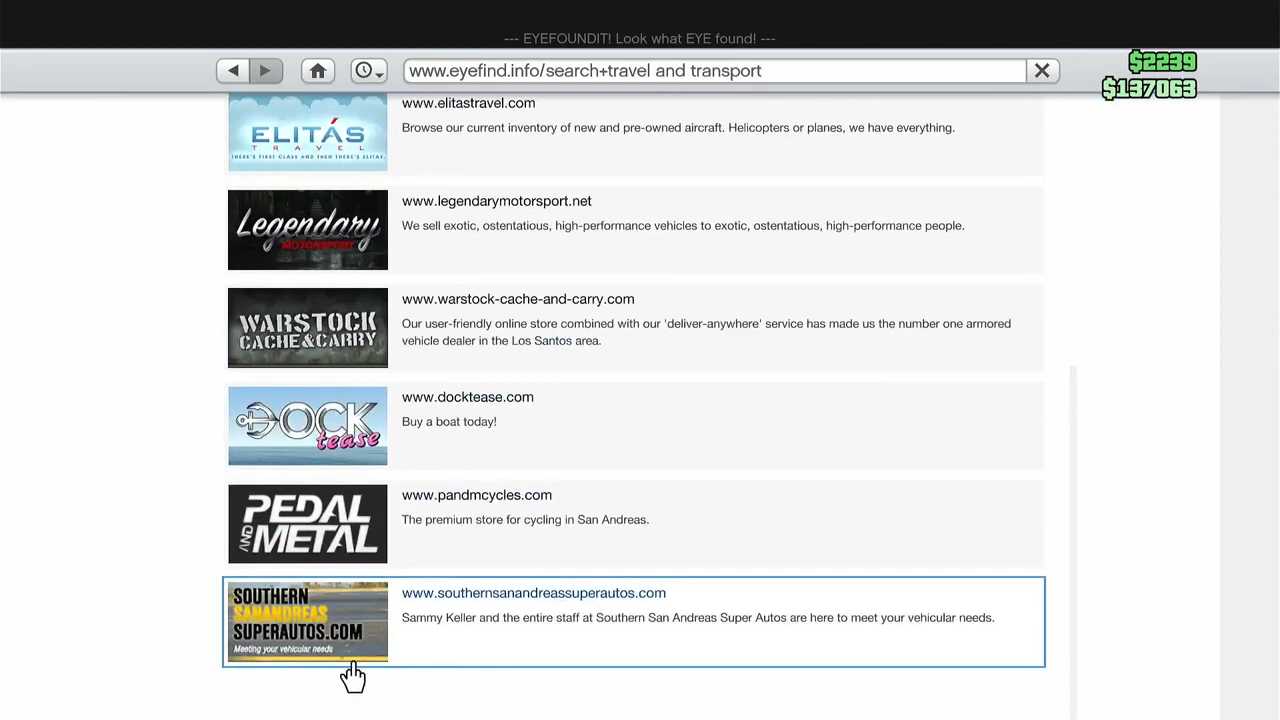 --- EYEFOUNDIT! Look what EYE found! ---
www.eyefind.info/search+travel and transport
$2239
$137063
ELITÁS
TRAVEL
THERE'S FIRST CLASS AND THEN THERE'S ELITAS.
www.elitastravel.com
Browse our current inventory of new and pre-owned aircraft. Helicopters or planes, we have everything.
Legendary
MOTORSPORT
www.legendarymotorsport.net
We sell exotic, ostentatious, high-performance vehicles to exotic, ostentatious, high-performance people.
WARSTOCK
CACHE&CARRY
www.warstock-cache-and-carry.com
Our user-friendly online store combined with our 'deliver-anywhere' service has made us the number one armored
vehicle dealer in the Los Santos area.
DOCK
tease
www.docktease.com
Buy a boat today!
PEDAL
AND METAL
www.pandmcycles.com
The premium store for cycling in San Andreas.
SOUTHERN
SANANDREAS
SUPERAUTOS.COM
Meeting your vehicular needs
www.southernsanandreassuperautos.com
Sammy Keller and the entire staff at Southern San Andreas Super Autos are here to meet your vehicular needs.